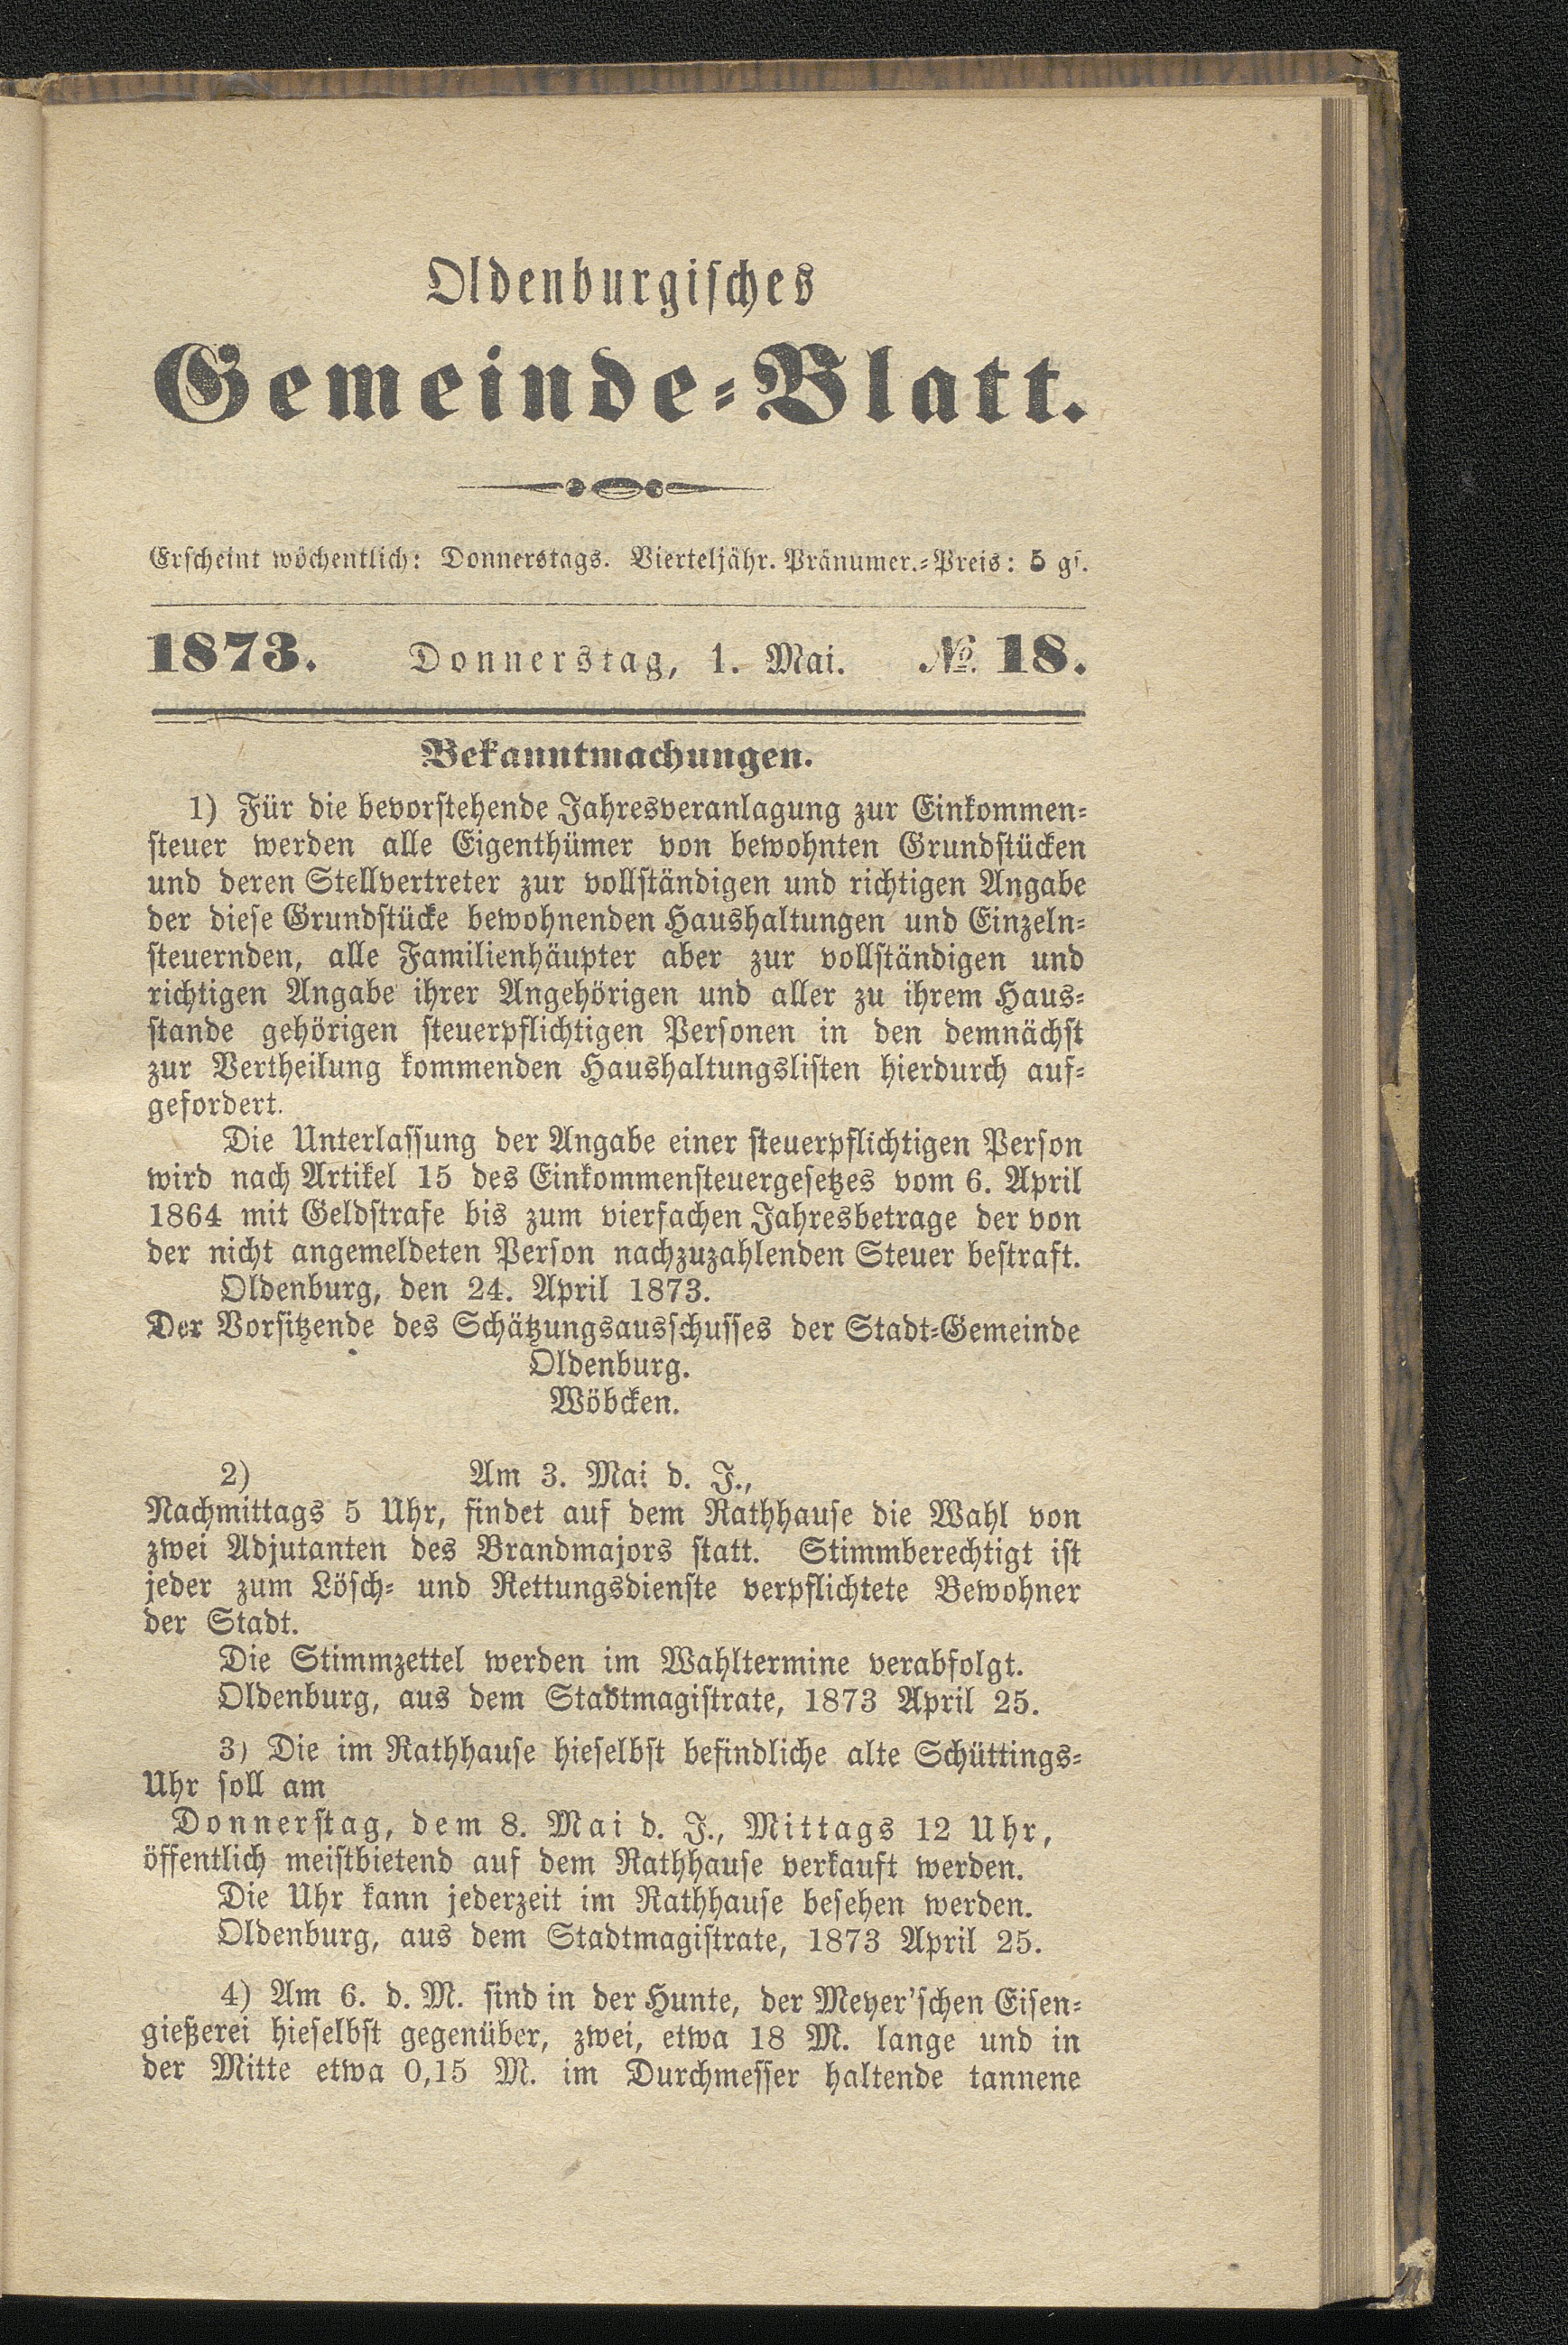 Oldenburgisches
Gemeinde-Blatt.
Erscheint wöchentlich: Donnerstags. Vierteljähr. Pränumer.-Preis: 5 gs.
1873. Donnerstag, 1. Mai. No. 18.
Bekanntmachungen.
1) Für die bevorstehende Jahresveranlagung zur Einkommen-
steuer werden alle Eigenthümer von bewohnten Grundstücken
und deren Stellvertreter zur vollständigen und richtigen Angabe
der diese Grundstücke bewohnenden Haushaltungen und Einzeln-
steuernden, alle Familienhäupter aber zur vollständigen und
richtigen Angabe ihrer Angehörigen und aller zu ihrem Haus-
stande gehörigen steuerpflichtigen Personen in den demnächst
zur Vertheilung kommenden Haushaltungslisten hierdurch auf-
gefordert.
Die Unterlassung der Angabe einer steuerpflichtigen Person
wird nach Artikel 15 des Einkommensteuergesetzes vom 6. April
1864 mit Geldstrafe bis zum vierfachen Jahresbetrage der von
der nicht angemeldeten Person nachzuzahlenden Steuer bestraft.
Oldenburg, den 24. April 1873.
Der Vorsitzende des Schätzungsausschusses der Stadt-Gemeinde
Oldenburg.
Wöbcken.
2) Am 3. Mai d. J.,
Nachmittags 5 Uhr, findet auf dem Rathhause die Wahl von
zwei Adjutanten des Brandmajors statt. Stimmberechtigt ist
jeder zum Lösch- und Rettungsdienste verpflichtete Bewohner
der Stadt.
Die Stimmzettel werden im Wahltermine verabfolgt.
Oldenburg, aus dem Stadtmagistrate, 1873 April 25.
3) Die im Rathhause hieselbst befindliche alte Schüttings-
Uhr soll am
Donnerstag, dem 8. Mai d. J., Mittags 12 Uhr,
öffentlich meistbietend auf dem Rathhause verkauft werden.
Die Uhr kann jederzeit im Rathhause besehen werden.
Oldenburg, aus dem Stadtmagistrate, 1873 April 25.
4) Am 6. d. M. sind in der Hunte, der Meyer'schen Eisen-
gießerei hieselbst gegenüber, zwei, etwa 18 M. lange und in
der Mitte etwa 0,15 M. im Durchmesser haltende tannene